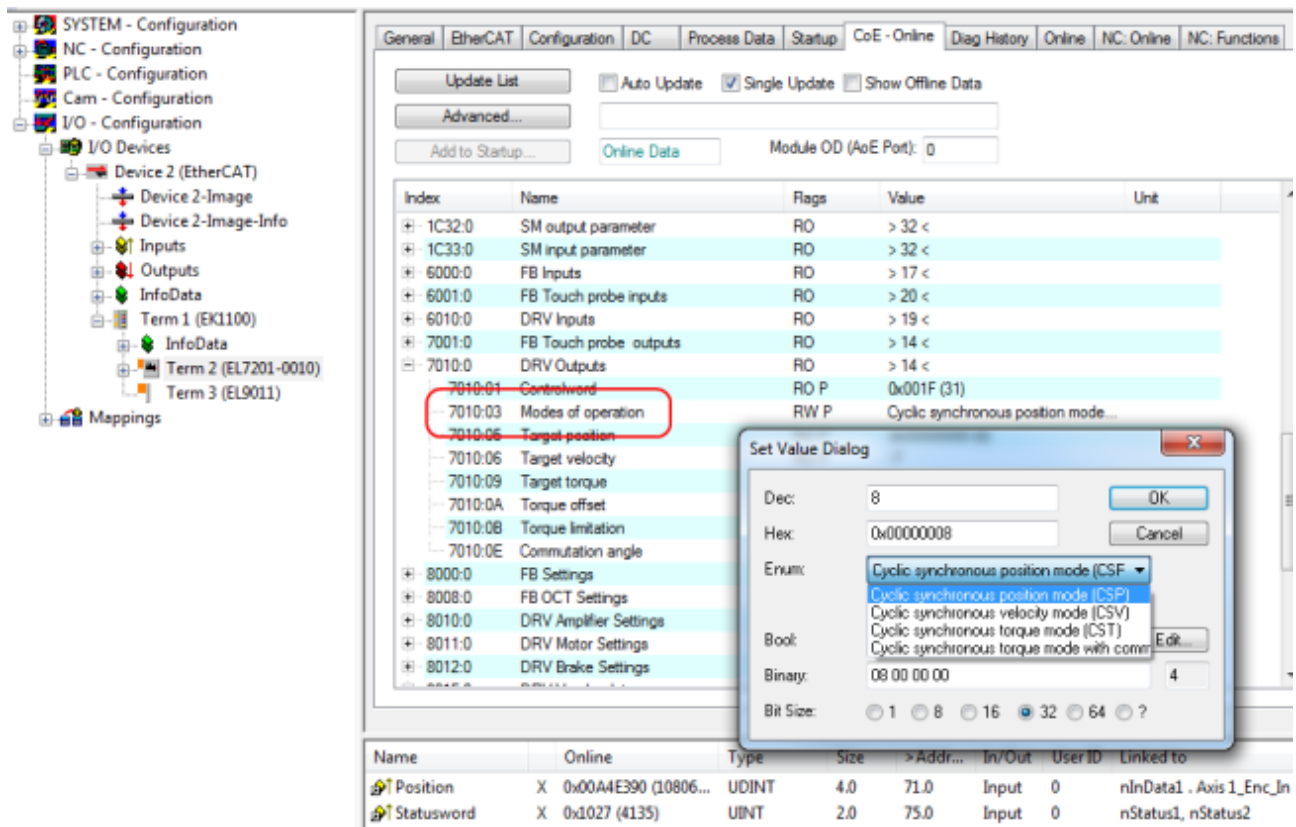 SYSTEM - Configuration
NC - Configuration
PLC - Configuration
Cam - Configuration
I/O - Configuration
I/O Devices
Device 2 (EtherCAT)
Device 2-Image
Device 2-Image-Info
Inputs
Outputs
InfoData
Term 1 (EK1100)
InfoData
Term 2 (EL7201-0010)
Term 3 (EL9011)
Mappings
General EtherCAT Configuration DC Process Data Startup CoE - Online Diag History Online NC: Online NC: Functions
Update List Auto Update Single Update Show Offline Data
Advanced...
Add to Startup... Online Data Module OD (AoE Port): 0
Index Name Flags Value Unit
1C32:0 SM output parameter RO > 32 <
1C33:0 SM input parameter RO > 32 <
6000:0 FB Inputs RO > 17 <
6001:0 FB Touch probe inputs RO > 20 <
6010:0 DRV Inputs RO > 19 <
7001:0 FB Touch probe outputs RO > 14 <
7010:0 DRV Outputs RO > 14 <
7010:01 Controlword RO P 0x001F (31)
7010:03 Modes of operation RW P Cyclic synchronous position mode...
7010:05 Target position
7010:06 Target velocity
7010:09 Target torque
7010:0A Torque offset
7010:0B Torque limitation
7010:0E Commutation angle
8000:0 FB Settings
8008:0 FB OCT Settings
8010:0 DRV Amplifier Settings
8011:0 DRV Motor Settings
8012:0 DRV Brake Settings
Set Value Dialog
Dec: 8 OK
Hex: 0x00000008 Cancel
Enum: Cyclic synchronous position mode (CSF
Cyclic synchronous position mode (CSP)
Cyclic synchronous velocity mode (CSV)
Cyclic synchronous torque mode (CST)
Cyclic synchronous torque mode with comm
Bool: Edit...
Binary: 08 00 00 00 4
Bit Size: 1 8 16 32 64 ?
Name Online Type Size >Addr... In/Out User ID Linked to
Position X 0x00A4E390 (10806... UDINT 4.0 71.0 Input 0 nInData1 . Axis 1_Enc_In
Statusword X 0x1027 (4135) UINT 2.0 75.0 Input 0 nStatus1, nStatus2